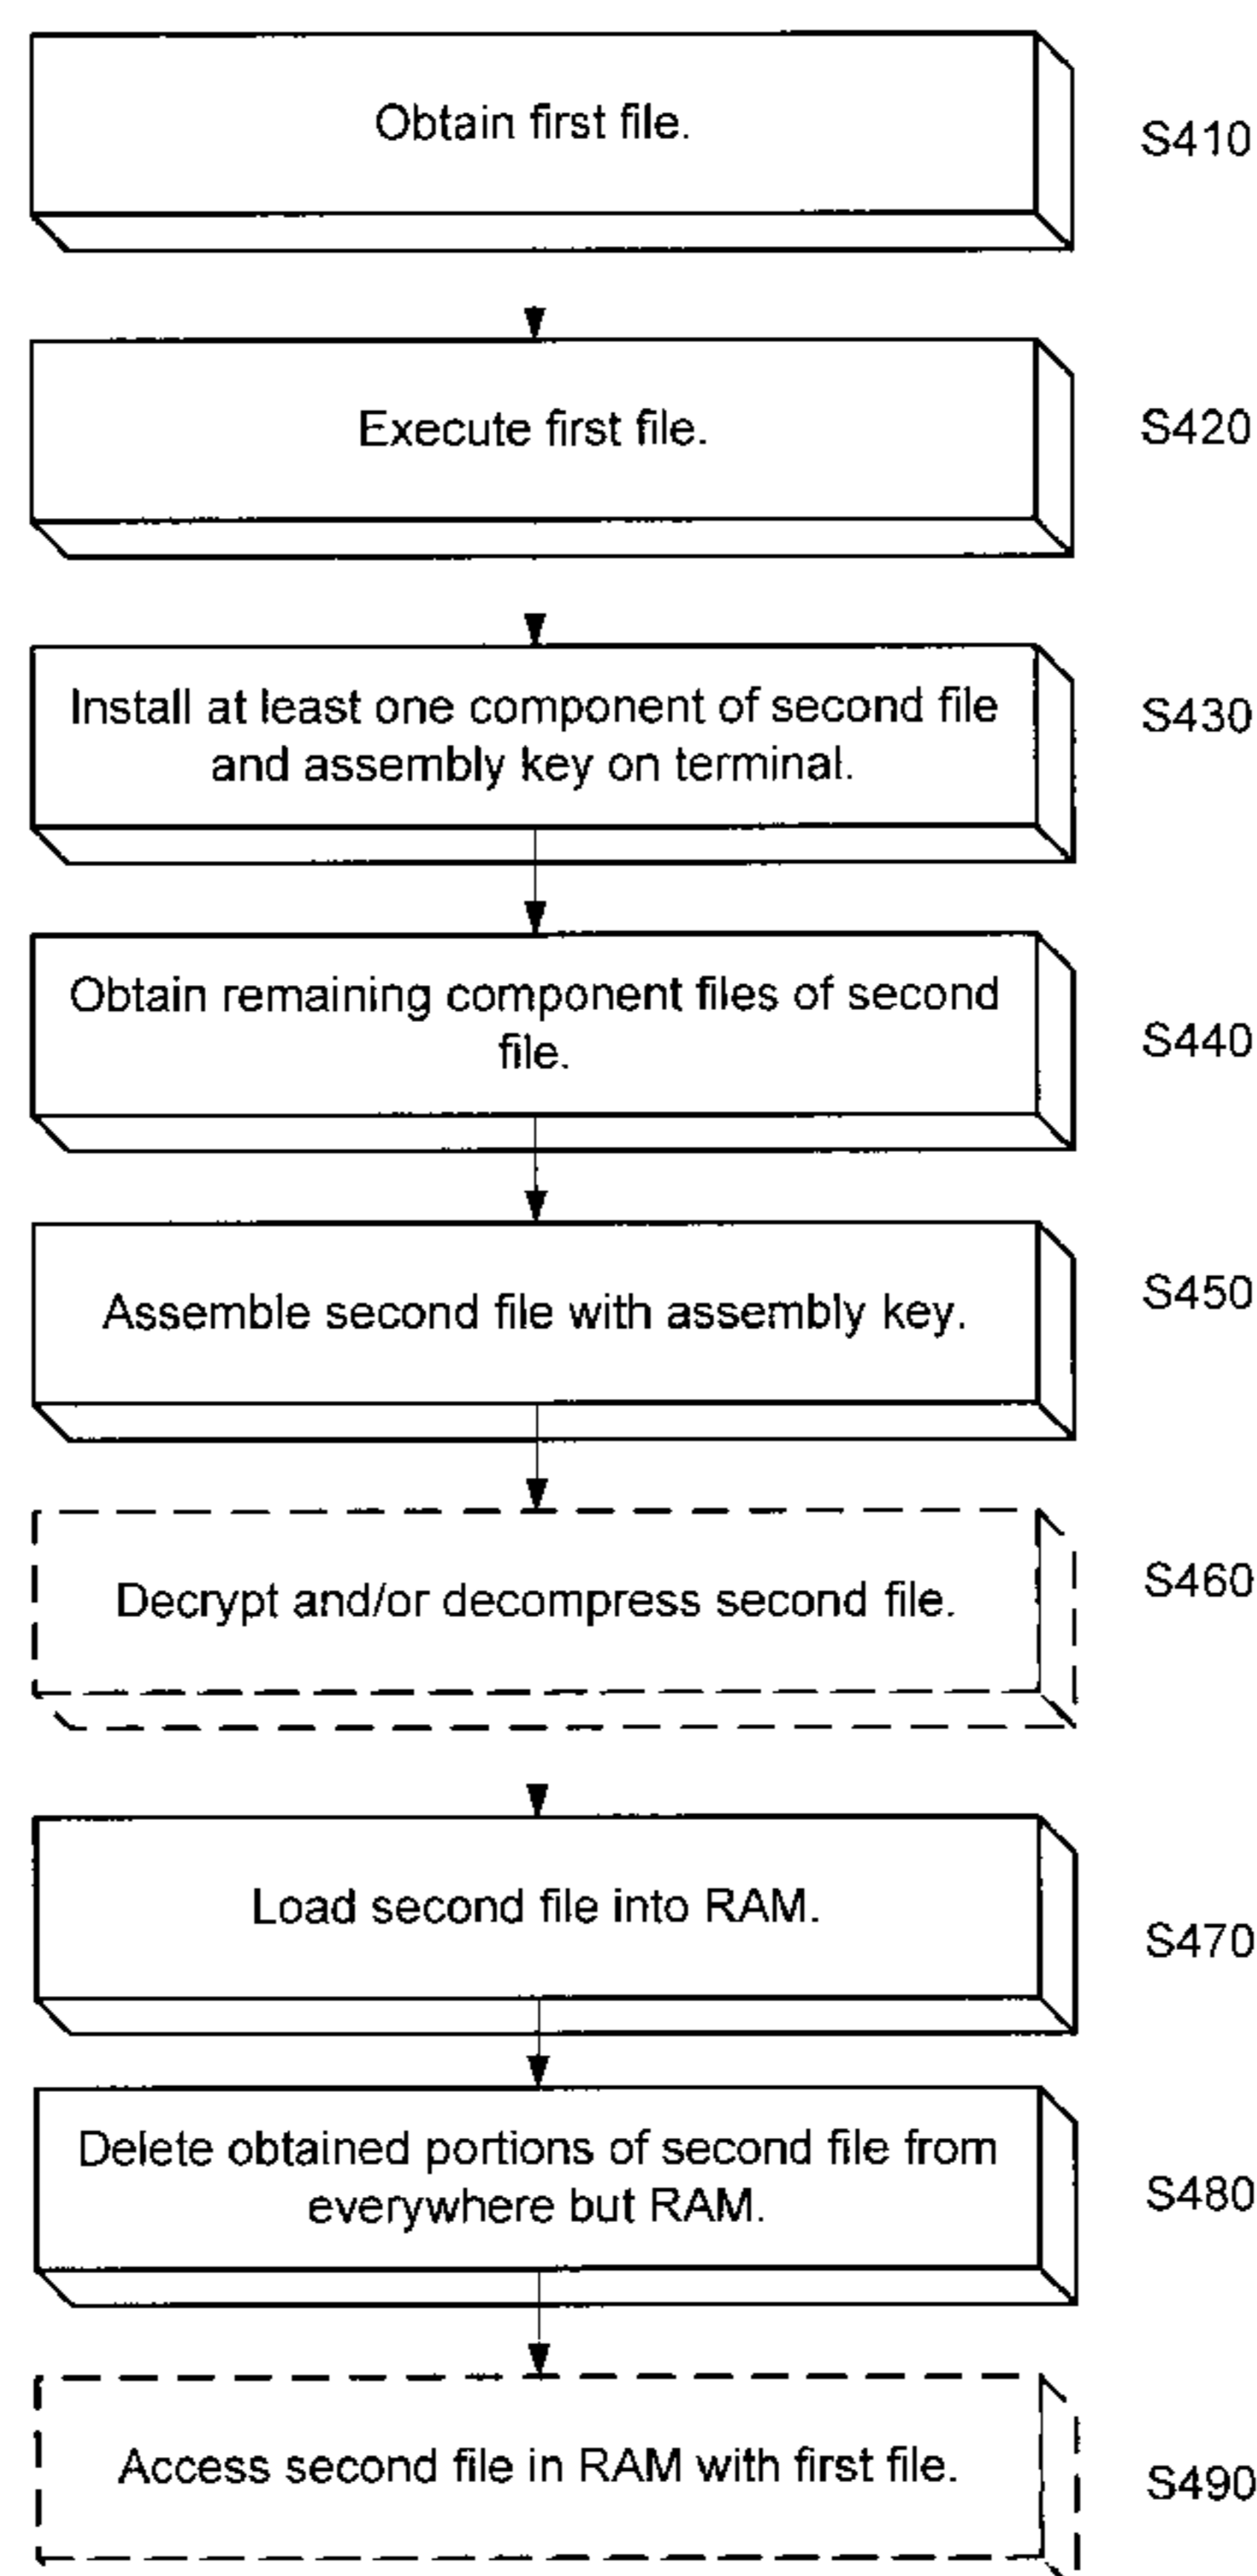 Obtain first file.
S410
Execute first file.
S420
Install at least one component of second file
and assembly key on terminal.
S430
Obtain remaining component files of second
file.
S440
Assemble second file with assembly key.
S450
Decrypt and/or decompress second file.
S460
Load second file into RAM.
S470
Delete obtained portions of second file from
everywhere but RAM.
S480
Access second file in RAM with first file.
S490